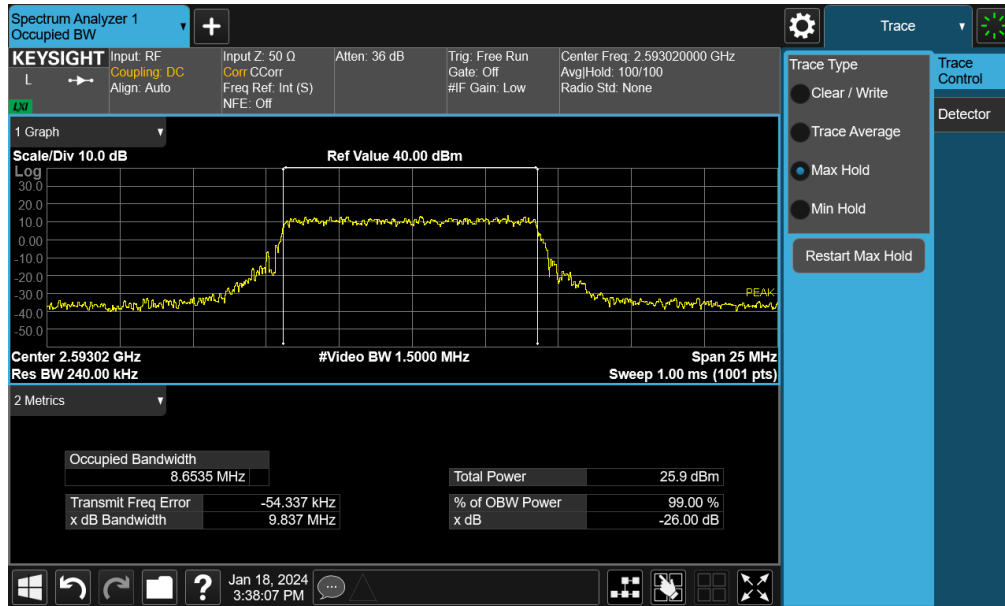 Spectrum Analyzer 1
Occupied BW
+
Trace
KEYSIGHT
L
LXI
Input: RF
Coupling: DC
Align: Auto
Input Z: 50 Ω
Corr CCorr
Freq Ref: Int (S)
NFE: Off
Atten: 36 dB
Trig: Free Run
Gate: Off
#IF Gain: Low
Center Freq: 2.593020000 GHz
Avg|Hold: 100/100
Radio Std: None
Trace Type
Clear / Write
Trace Average
Max Hold
Min Hold
Restart Max Hold
Trace
Control
Detector
1 Graph
Scale/Div 10.0 dB
Ref Value 40.00 dBm
Log
30.0
20.0
10.0
0.00
-10.0
-20.0
-30.0
-40.0
-50.0
PEAK
Center 2.59302 GHz
#Video BW 1.5000 MHz
Span 25 MHz
Res BW 240.00 kHz
Sweep 1.00 ms (1001 pts)
2 Metrics
Occupied Bandwidth
8.6535 MHz
Total Power 25.9 dBm
Transmit Freq Error -54.337 kHz
% of OBW Power 99.00 %
x dB Bandwidth 9.837 MHz
x dB -26.00 dB
?
Jan 18, 2024
3:38:07 PM